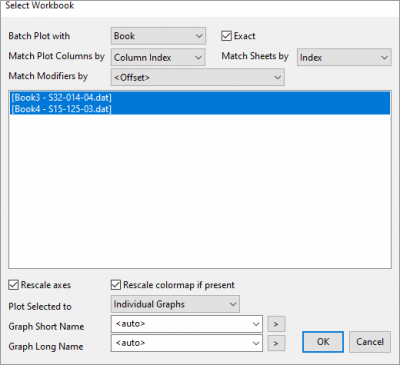 Select Workbook
Batch Plot with Book Exact
Match Plot Columns by Column Index Match Sheets by Index
Match Modifiers by <Offset>
[Book3 - S32-014-04.dat]
[Book4 - S15-125-03.dat]
Rescale axes Rescale colormap if present
Plot Selected to Individual Graphs
Graph Short Name <auto> >
Graph Long Name <auto> > OK Cancel